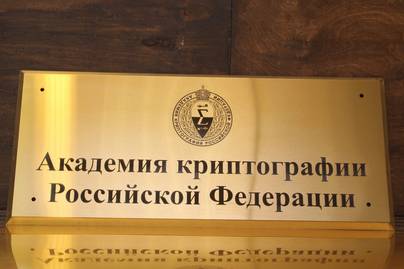 Академия криптографии
Российской Федерации